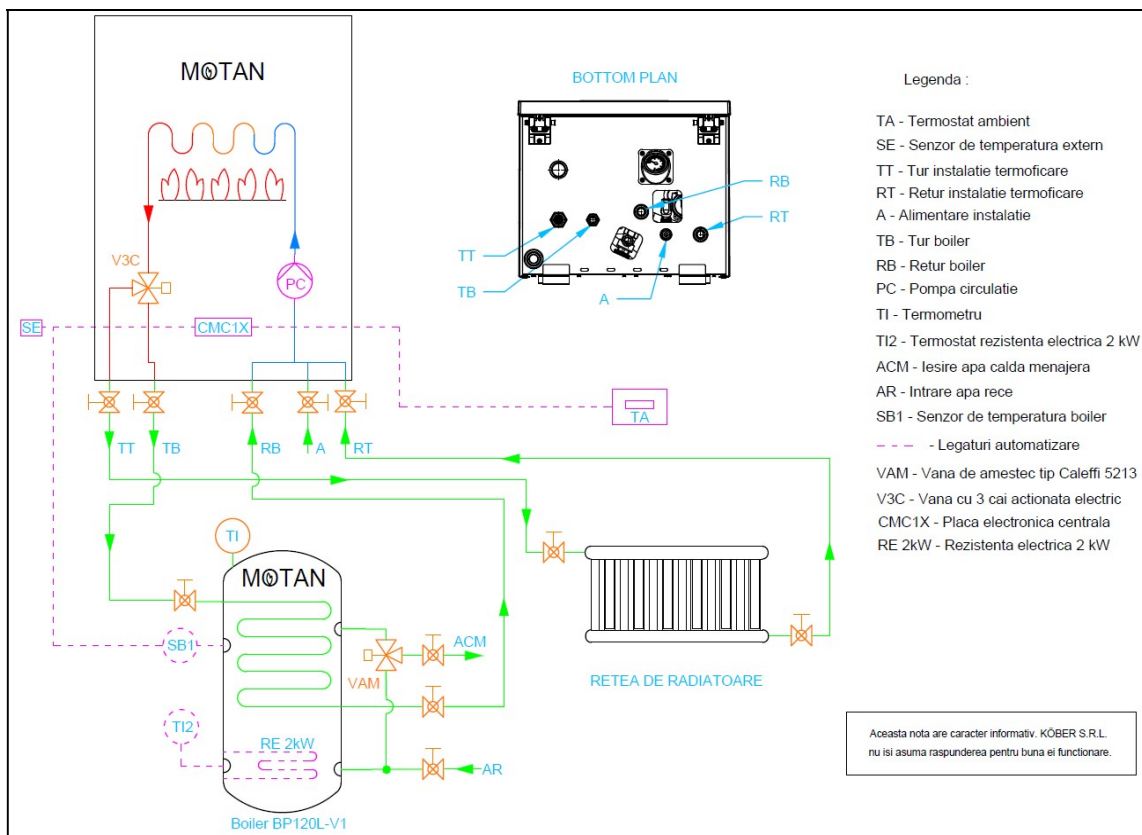 MOTAN
V3C
PC
SE
CMC1X
TA
TT
TB
RB
A
RT
BOTTOM PLAN
RB
RT
TT
TB
A
TI
MOTAN
SB1
ACM
VAM
TI2
RE 2kW
AR
Boiler BP120L-V1
RETEA DE RADIATOARE
Legenda :
TA - Termostat ambient
SE - Senzor de temperatura extern
TT - Tur instalatie termoficare
RT - Retur instalatie termoficare
A - Alimentare instalatie
TB - Tur boiler
RB - Retur boiler
PC - Pompa circulatie
TI - Termometru
TI2 - Termostat rezistenta electrica 2 kW
ACM - Iesire apa calda menajera
AR - Intrare apa rece
SB1 - Senzor de temperatura boiler
- Legaturi automatizare
VAM - Vana de amestec tip Caleffi 5213
V3C - Vana cu 3 cai actionata electric
CMC1X - Placa electronica centrala
RE 2kW - Rezistenta electrica 2 kW
Aceasta nota are caracter informativ. KÖBER S.R.L.
nu isi asuma raspunderea pentru buna ei functionare.